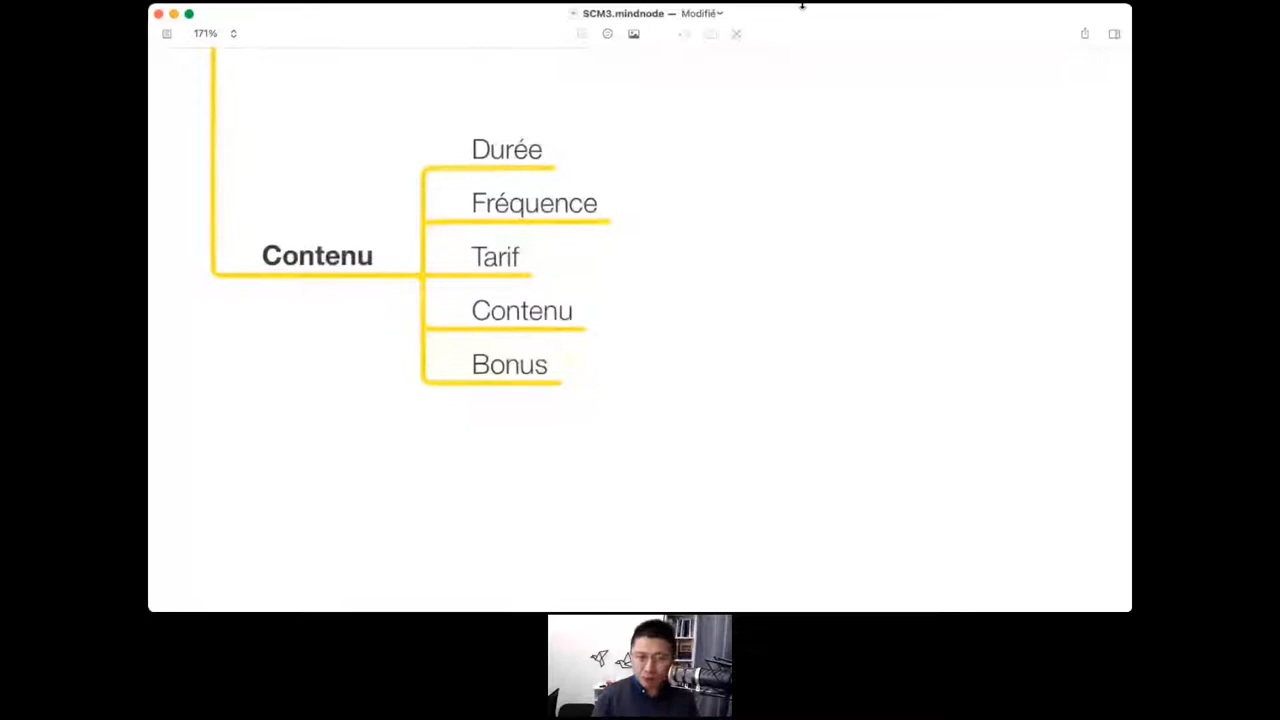 SCM3.mindnode — Modifié
171%
Durée
Fréquence
Contenu
Tarif
Contenu
Bonus